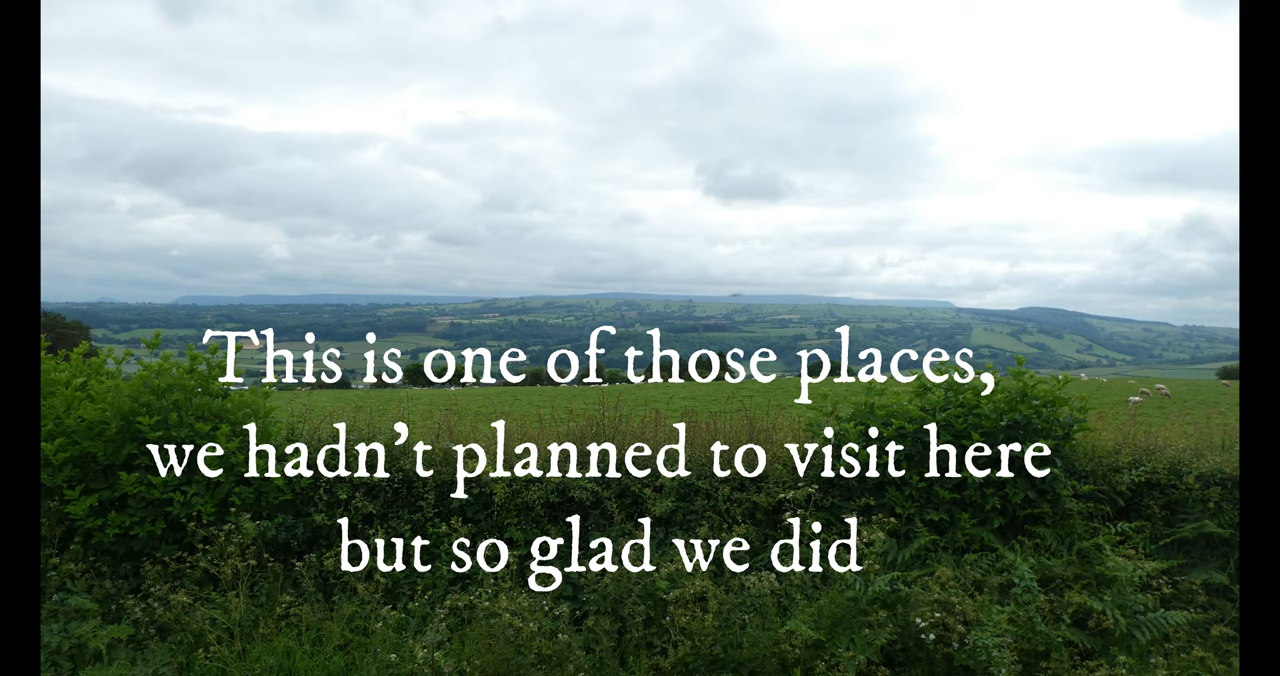 This is one of those places,
we hadn't planned to visit here
but so glad we did